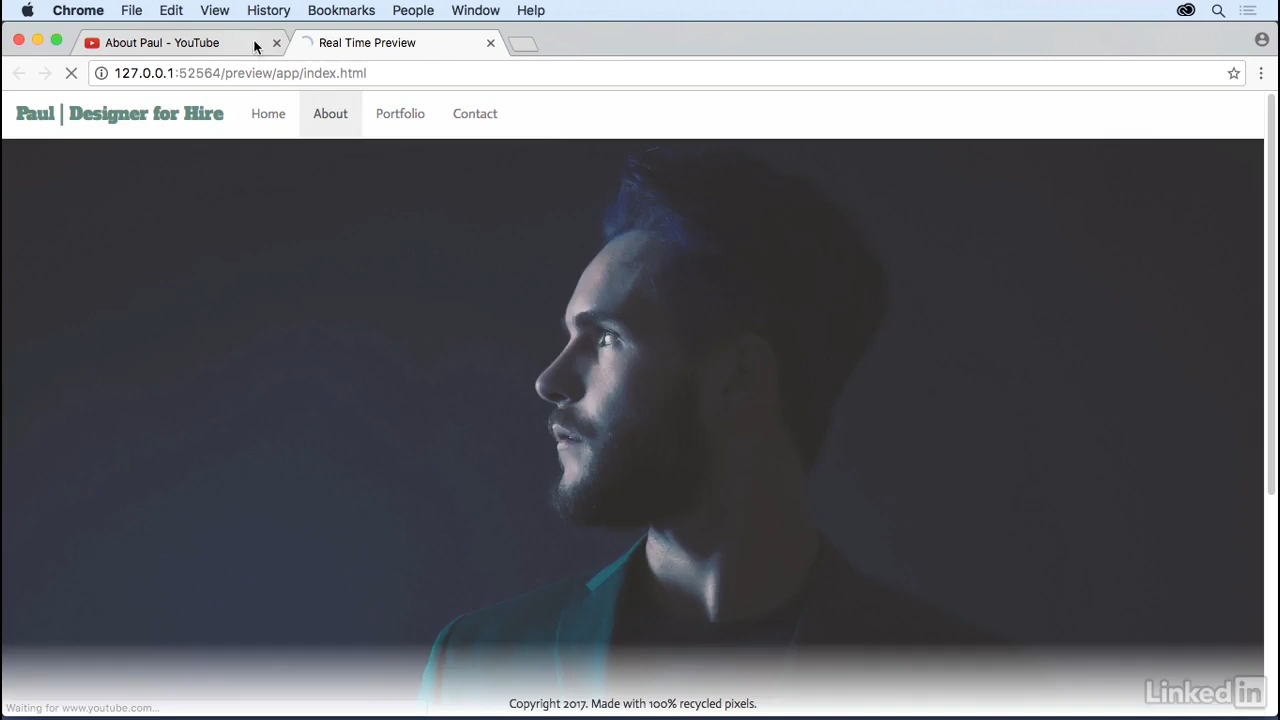 Chrome File Edit View History Bookmarks People Window Help
About Paul - YouTube
Real Time Preview
127.0.0.1:52564/preview/app/index.html
Paul | Designer for Hire Home About Portfolio Contact
Copyright 2017. Made with 100% recycled pixels.
Waiting for www.youtube.com...
Linked in